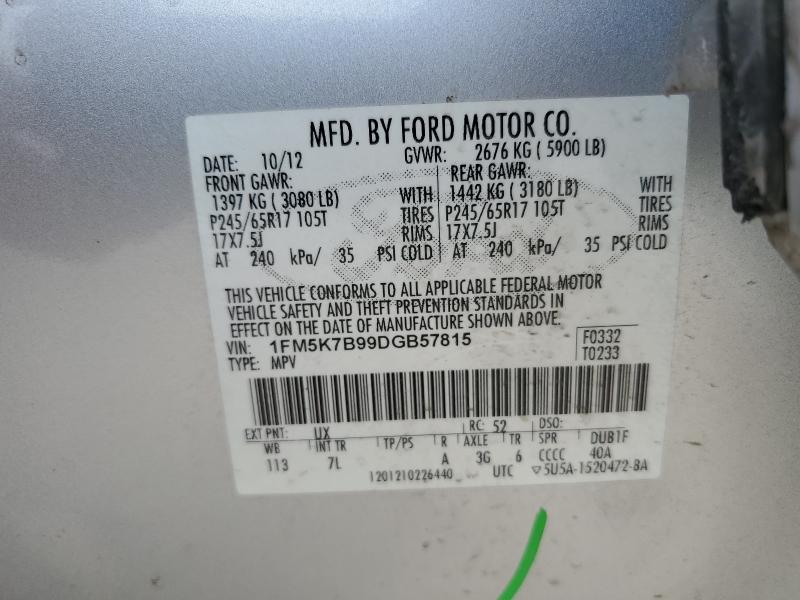 MFD. BY FORD MOTOR CO.
DATE: 10/12 GVWR: 2676 KG ( 5900 LB)
FRONT GAWR: REAR GAWR:
1397 KG ( 3080 LB) WITH 1442 KG ( 3180 LB) WITH
P245/65R17 105T TIRES P245/65R17 105T TIRES
17X7.5J RIMS 17X7.5J RIMS
AT 240 kPa/ 35 PSI COLD AT 240 kPa/ 35 PSI COLD
THIS VEHICLE CONFORMS TO ALL APPLICABLE FEDERAL MOTOR
VEHICLE SAFETY AND THEFT PREVENTION STANDARDS IN
EFFECT ON THE DATE OF MANUFACTURE SHOWN ABOVE.
VIN: 1FM5K7B99DGB57815 F0332
TYPE: MPV T0233
EXT PNT: UX RC: 52 DSO:
WB INT TR TP/PS R AXLE TR SPR DUB1F
113 7L A 3G 6 CCCC 40A
1201210226440 UTC ▽5U5A-1520472-BA